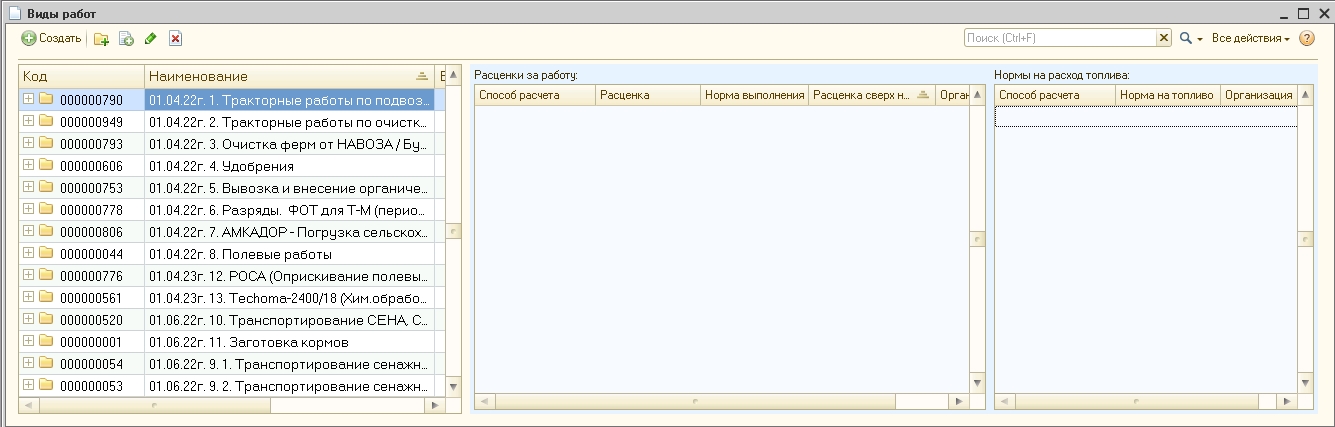 Виды работ
Создать
Поиск (Ctrl+F)
Все действия
Код Наименование
000000790 01.04.22г. 1. Тракторные работы по подвоз...
000000949 01.04.22г. 2. Тракторные работы по очистк...
000000793 01.04.22г. 3. Очистка ферм от НАВОЗА / Бу...
000000606 01.04.22г. 4. Удобрения
000000753 01.04.22г. 5. Вывозка и внесение органиче...
000000778 01.04.22г. 6. Разряды. ФОТ для Т-М (перио...
000000806 01.04.22г. 7. АМКАДОР - Погрузка сельскох...
000000044 01.04.22г. 8. Полевые работы
000000776 01.04.23г. 12. РОСА (Оприскивание полевы...
000000561 01.04.23г. 13. Techoma-2400/18 (Хим.обрабо...
000000520 01.06.22г. 10. Транспортирование СЕНА, С...
000000001 01.06.22г. 11. Заготовка кормов
000000054 01.06.22г. 9. 1. Транспортирование сенажн...
000000053 01.06.22г. 9. 2. Транспортирование сенажн...
Расценки за работу:
Способ расчета Расценка Норма выполнения Расценка сверх н... Орган
Нормы на расход топлива:
Способ расчета Норма на топливо Организация